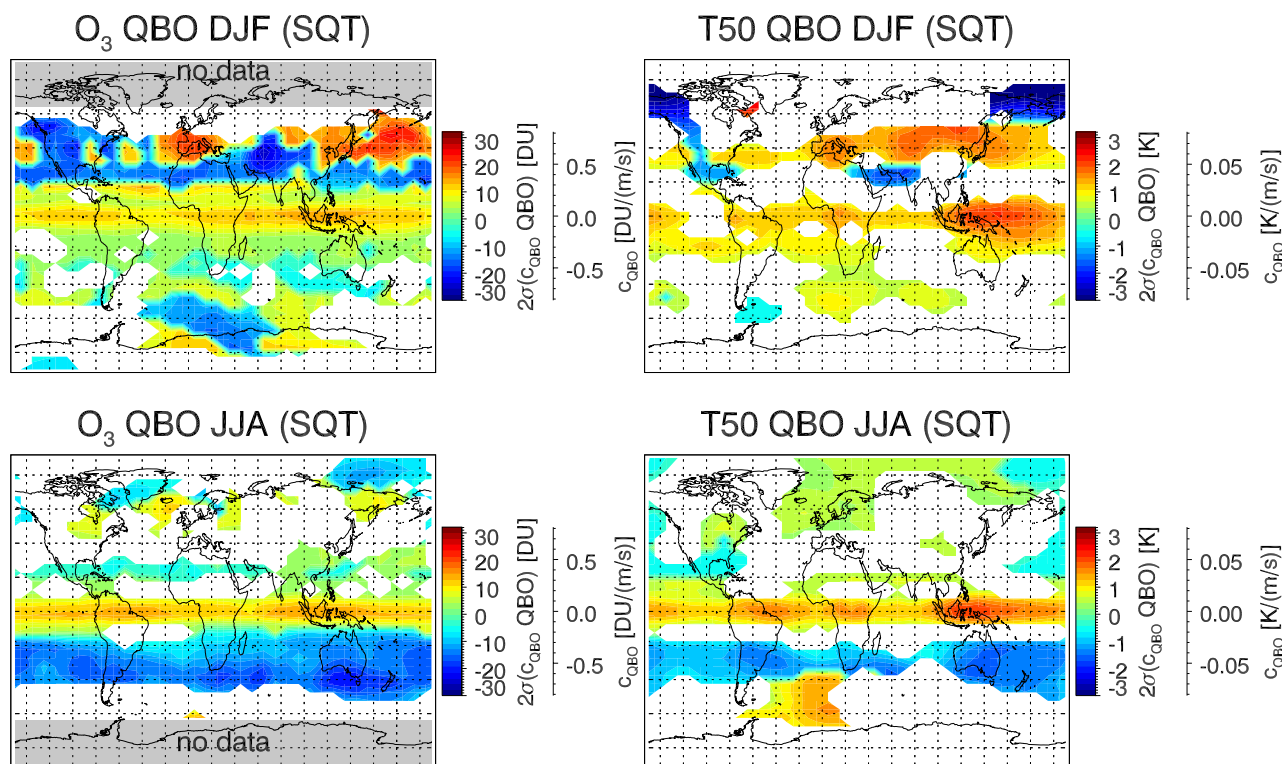 O3 QBO DJF (SQT)
no data
30
20
10
0
-10
-20
-30
2σ(cQBO QBO) [DU]
0.5
0.0
-0.5
cQBO [DU/(m/s)]
T50 QBO DJF (SQT)
3
2
1
0
-1
-2
-3
2σ(cQBO QBO) [K]
0.05
0.00
-0.05
cQBO [K/(m/s)]
O3 QBO JJA (SQT)
no data
30
20
10
0
-10
-20
-30
2σ(cQBO QBO) [DU]
0.5
0.0
-0.5
cQBO [DU/(m/s)]
T50 QBO JJA (SQT)
3
2
1
0
-1
-2
-3
2σ(cQBO QBO) [K]
0.05
0.00
-0.05
cQBO [K/(m/s)]